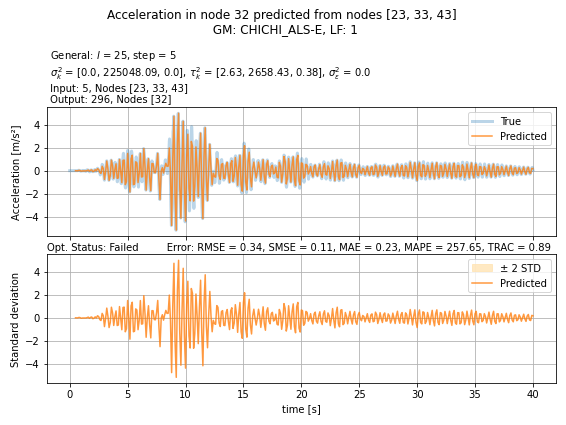 Acceleration in node 32 predicted from nodes [23, 33, 43]
GM: CHICHI_ALS-E, LF: 1
General: l = 25, step = 5
σ²ₖ = [0.0, 225048.09, 0.0], τ²ₖ = [2.63, 2658.43, 0.38], σ²_ε = 0.0
Input: 5, Nodes [23, 33, 43]
Output: 296, Nodes [32]
True
Predicted
Acceleration [m/s²]
4
2
0
−2
−4
Opt. Status: Failed Error: RMSE = 0.34, SMSE = 0.11, MAE = 0.23, MAPE = 257.65, TRAC = 0.89
± 2 STD
Predicted
Standard deviation
4
2
0
−2
−4
0 5 10 15 20 25 30 35 40
time [s]